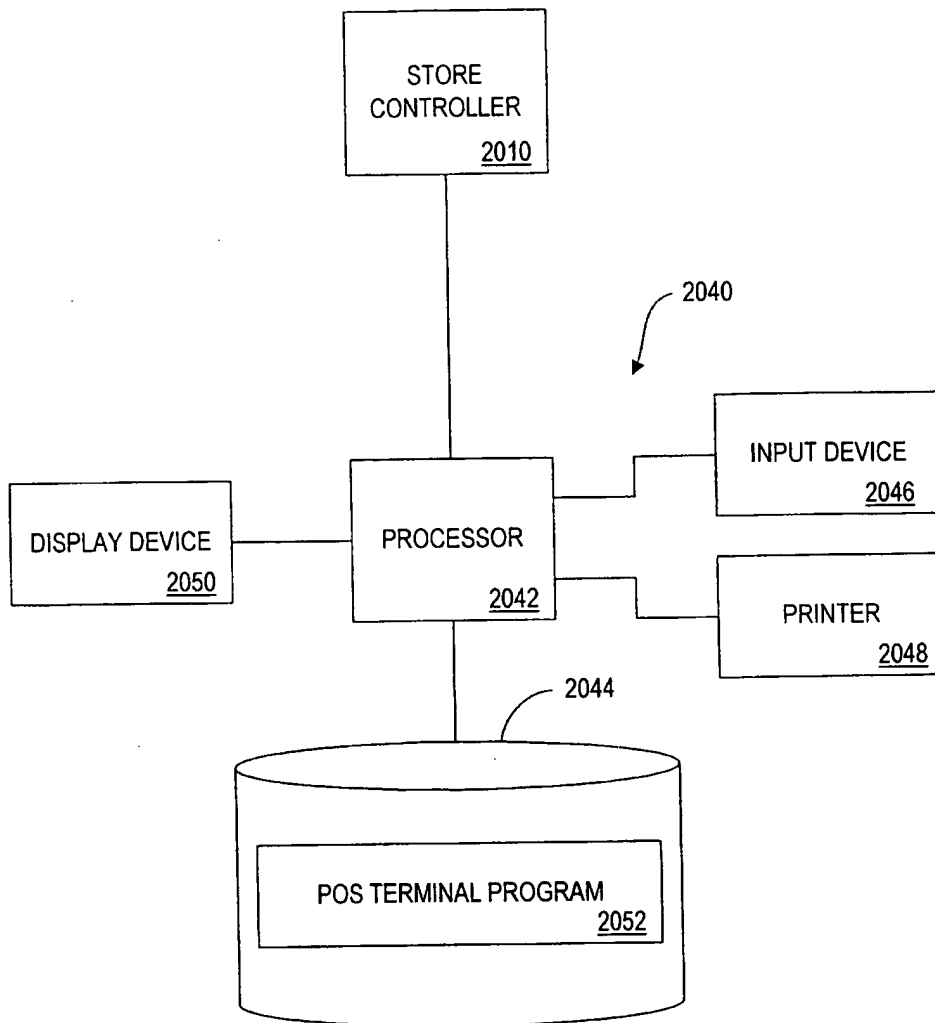 STORE
CONTROLLER
2010
2040
INPUT DEVICE
2046
DISPLAY DEVICE
2050
PROCESSOR
2042
PRINTER
2048
2044
POS TERMINAL PROGRAM
2052